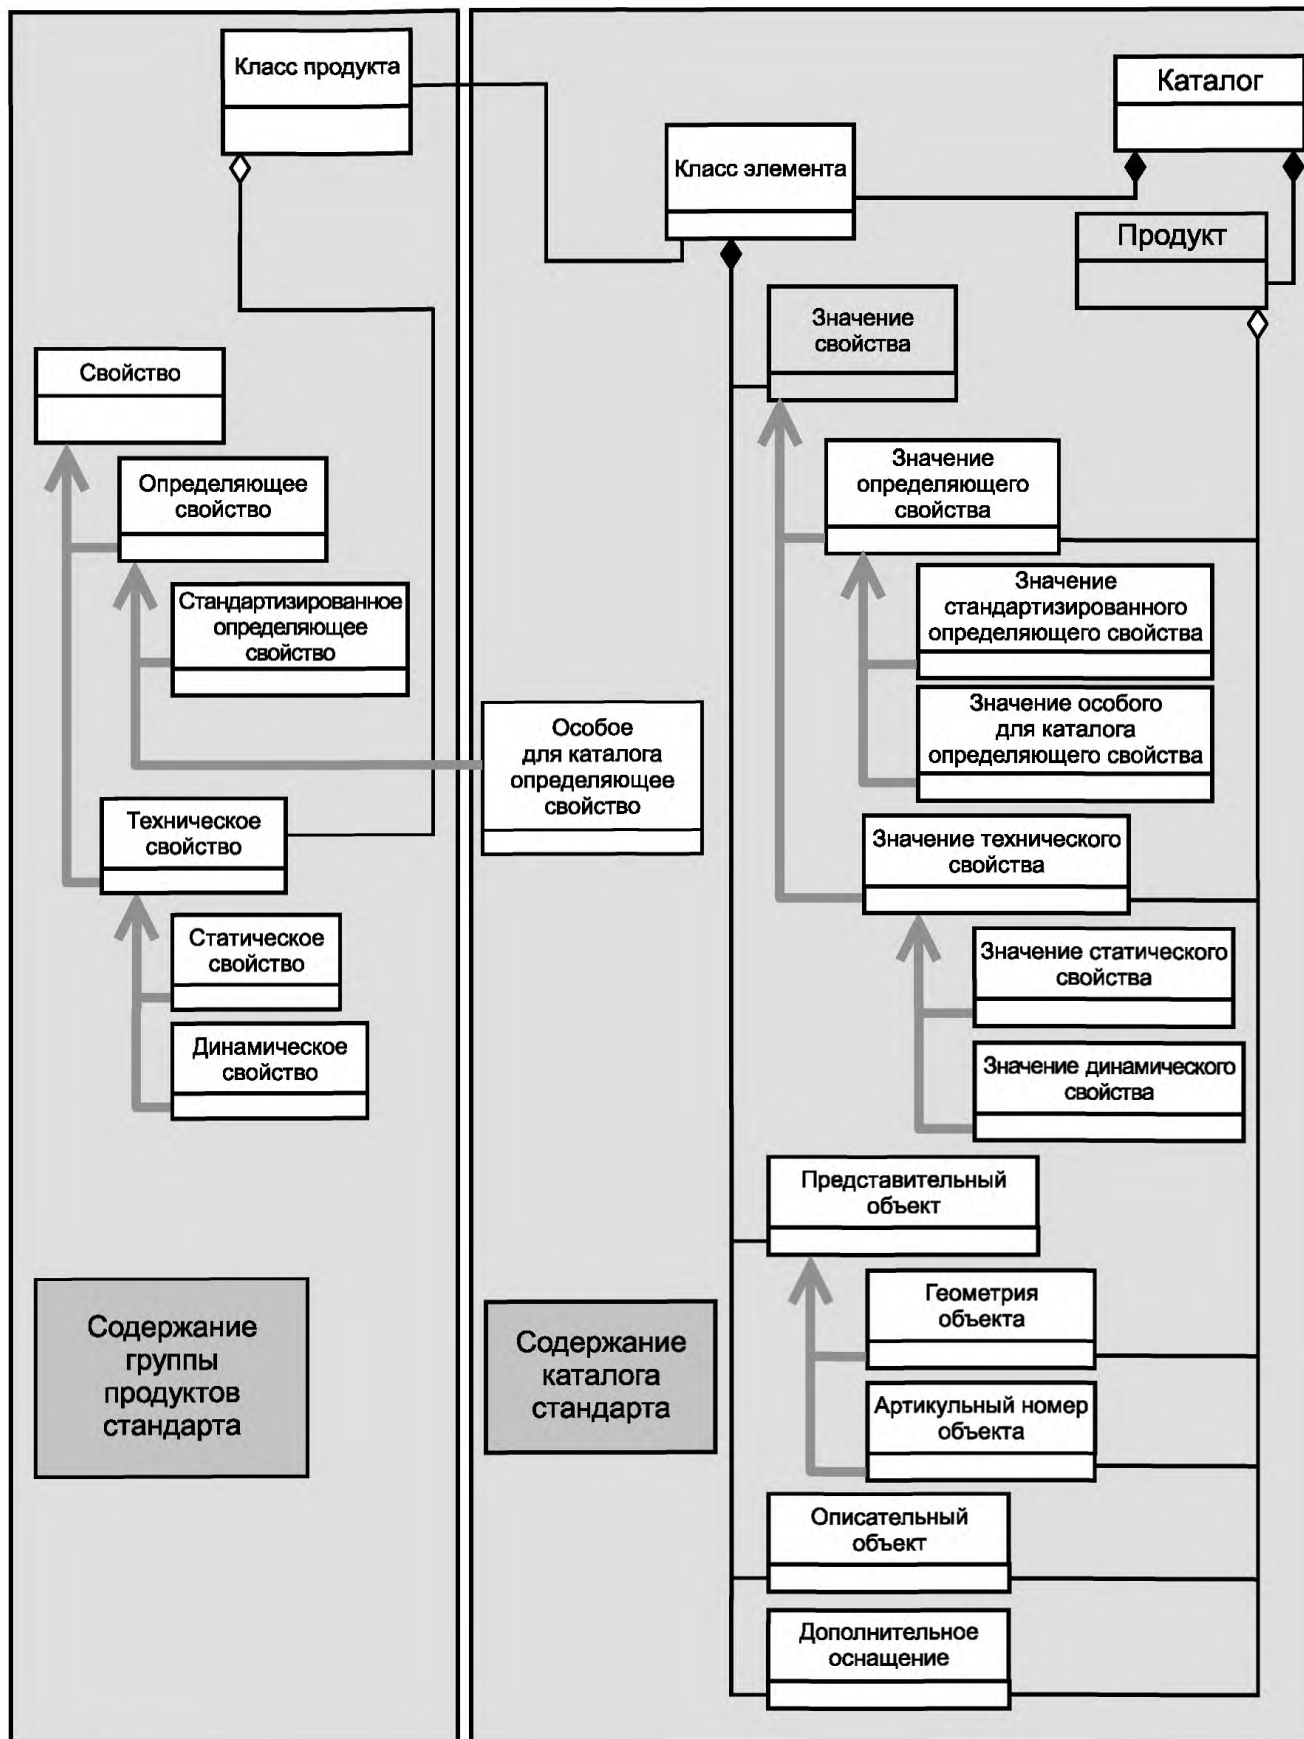 Класс продукта
Свойство
Определяющее
свойство
Стандартизированное
определяющее
свойство
Техническое
свойство
Статическое
свойство
Динамическое
свойство
Содержание
группы
продуктов
стандарта
Каталог
Класс элемента
Продукт
Значение
свойства
Значение
определяющего
свойства
Значение
стандартизированного
определяющего свойства
Особое
для каталога
определяющее
свойство
Значение особого
для каталога
определяющего свойства
Значение технического
свойства
Значение статического
свойства
Значение динамического
свойства
Представительный
объект
Геометрия
объекта
Содержание
каталога
стандарта
Артикульный номер
объекта
Описательный
объект
Дополнительное
оснащение